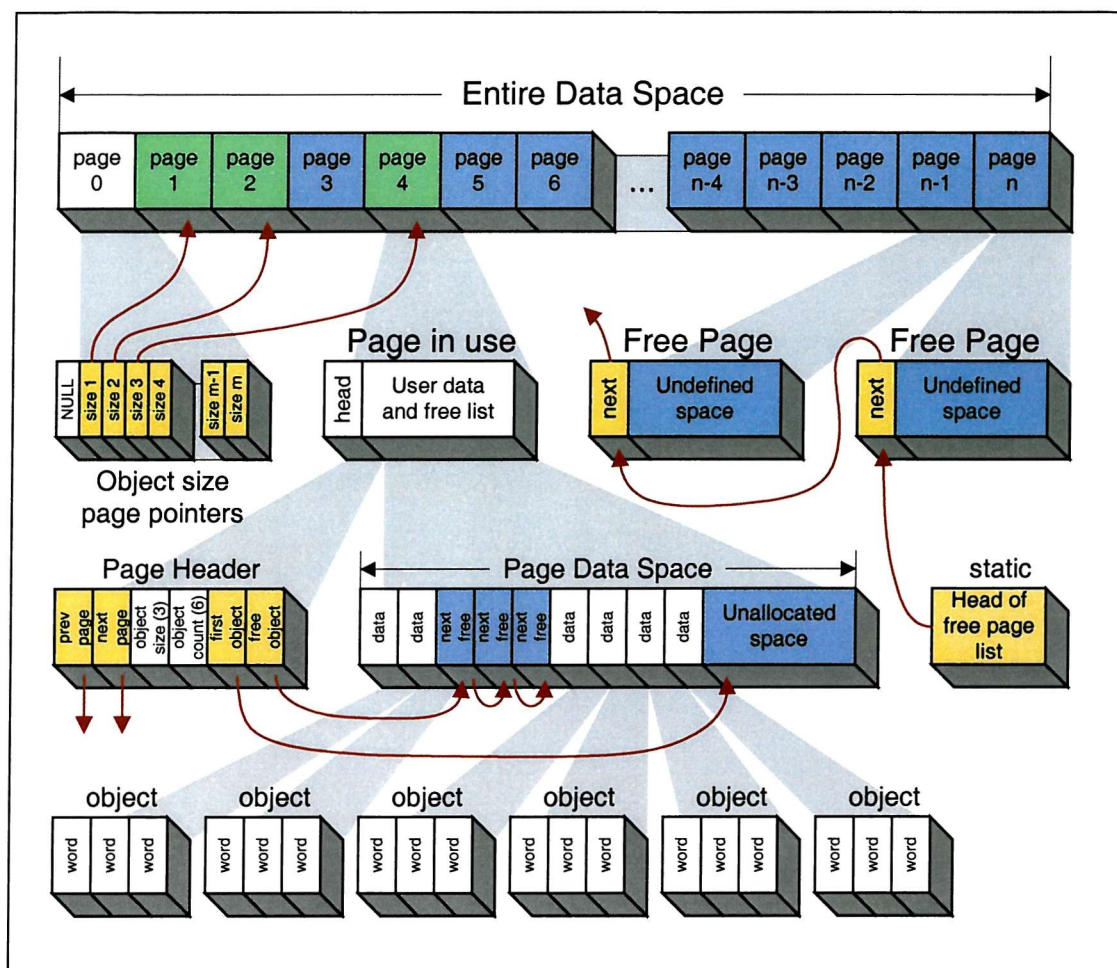 Entire Data Space
page 0
page 1
page 2
page 3
page 4
page 5
page 6
...
page n-4
page n-3
page n-2
page n-1
page n
NULL
size 1
size 2
size 3
size 4
size m-1
size m
Object size
page pointers
Page in use
head
User data
and free list
Free Page
next
Undefined
space
Free Page
next
Undefined
space
Page Header
prev
page
next
page
object
size (3)
object
count (6)
first
object
free
object
Page Data Space
data
data
next
free
next
free
next
free
data
data
data
data
Unallocated
space
static
Head of
free page
list
object
word
word
word
object
word
word
word
object
word
word
word
object
word
word
word
object
word
word
word
object
word
word
word